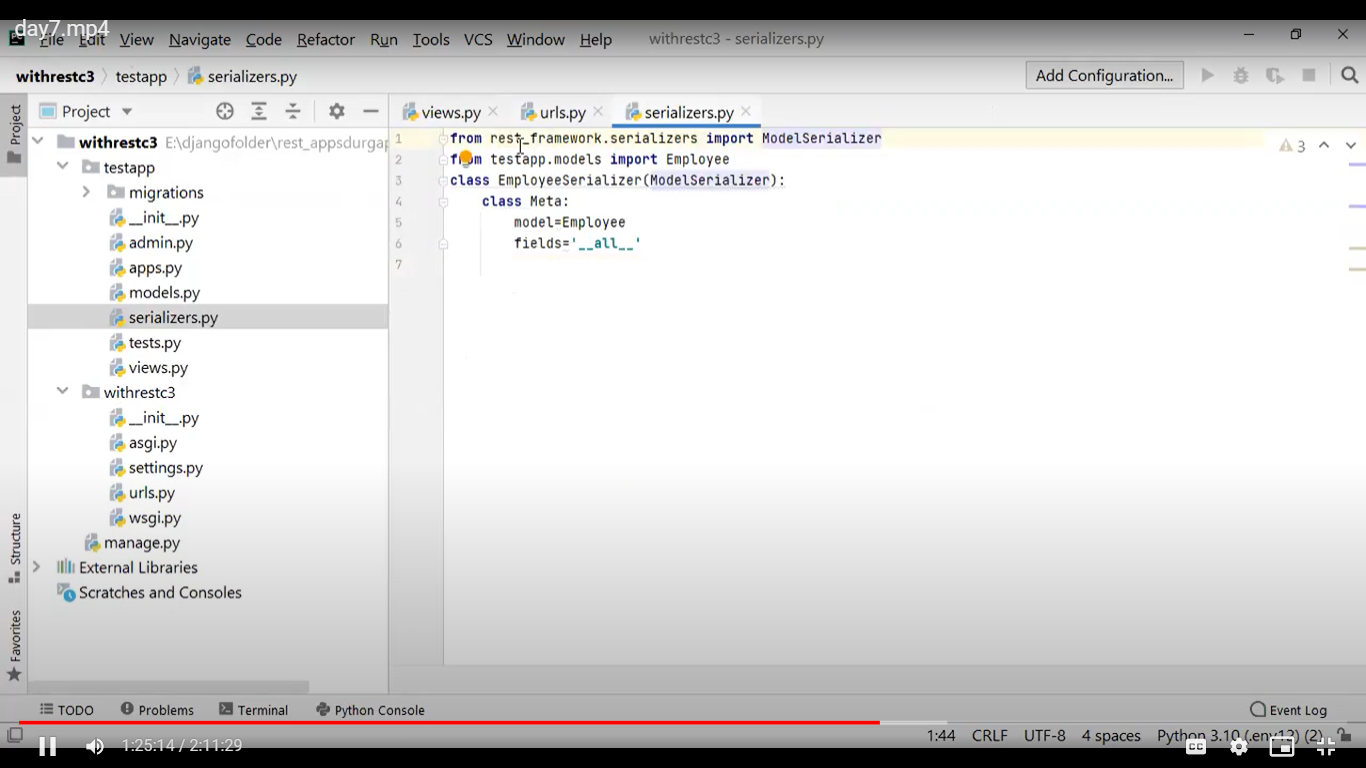 day7.mp4
File Edit View Navigate Code Refactor Run Tools VCS Window Help withrestc3 - serializers.py
withrestc3 testapp serializers.py Add Configuration...
Project views.py urls.py serializers.py
Project
withrestc3 E:\djangofolder\rest_appsdurgap
testapp
migrations
__init__.py
admin.py
apps.py
models.py
serializers.py
tests.py
views.py
withrestc3
__init__.py
asgi.py
settings.py
urls.py
wsgi.py
manage.py
External Libraries
Scratches and Consoles
Structure
Favorites
1 from rest_framework.serializers import ModelSerializer
2 from testapp.models import Employee
3 class EmployeeSerializer(ModelSerializer):
4 class Meta:
5 model=Employee
6 fields='__all__'
7
3
TODO Problems Terminal Python Console Event Log
1:44 CRLF UTF-8 4 spaces Python 3.10 (.env12) (2)
1:25:14 / 2:11:29
CC